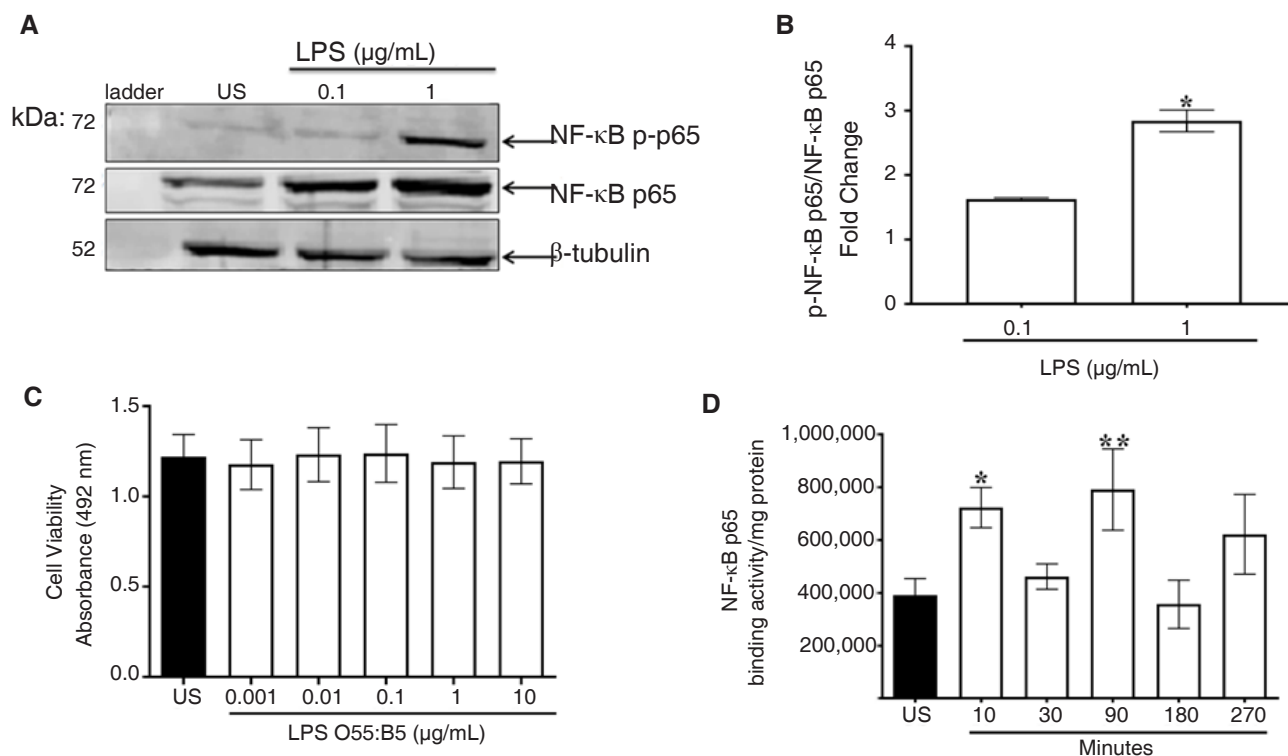 A
LPS (µg/mL)
ladder US 0.1 1
kDa:
72 NF-κB p-p65
72 NF-κB p65
52 β-tubulin
B
p-NF-κB p65/NF-κB p65
Fold Change
4
3
2
1
0
*
0.1 1
LPS (µg/mL)
C
Cell Viability
Absorbance (492 nm)
1.5
1.0
0.5
0.0
US 0.001 0.01 0.1 1 10
LPS O55:B5 (µg/mL)
D
NF-κB p65
binding activity/mg protein
1,000,000
800,000
600,000
400,000
200,000
* **
US 10 30 90 180 270
Minutes